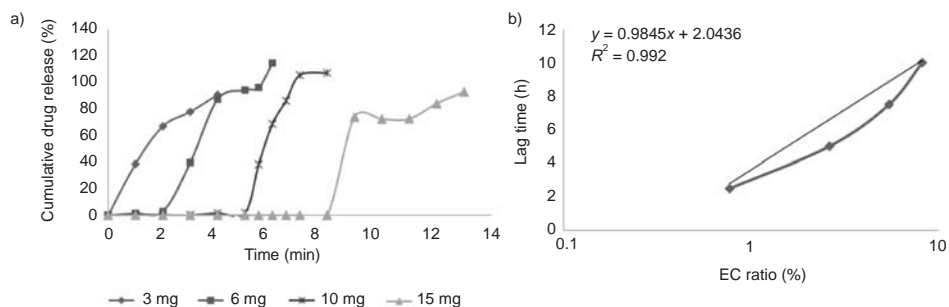 a)
140
120
100
80
60
40
20
0
Cumulative drug release (%)
0 2 4 6 8 10 12 14
Time (min)
3 mg 6 mg 10 mg 15 mg
b)
y = 0.9845x + 2.0436
R² = 0.992
12
10
8
6
4
2
0
Lag time (h)
0.1 1 10
EC ratio (%)